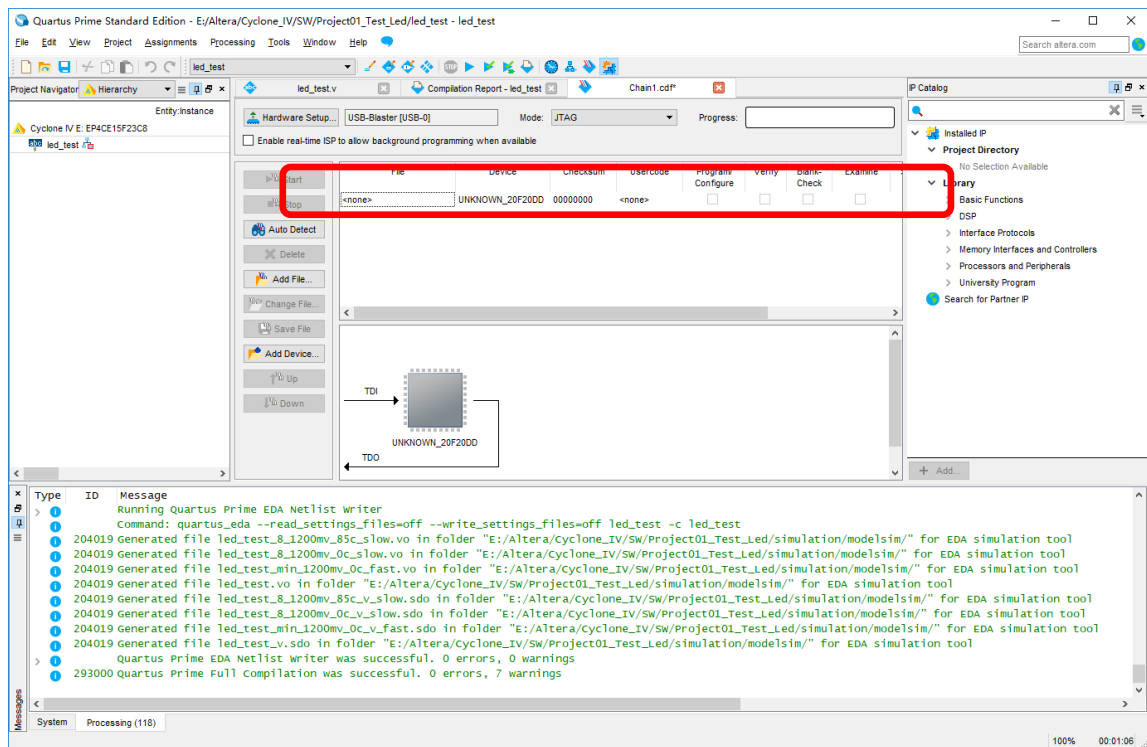 Quartus Prime Standard Edition - E:/Altera/Cyclone_IV/SW/Project01_Test_Led/led_test - led_test
File Edit View Project Assignments Processing Tools Window Help
Search altera.com
led_test
Project Navigator Hierarchy
led_test.v
Compilation Report - led_test
Chain1.cdf*
IP Catalog
Entity:Instance
Cyclone IV E: EP4CE15F23C8
led_test
Hardware Setup... USB-Blaster [USB-0] Mode: JTAG Progress:
Enable real-time ISP to allow background programming when available
Start
Stop
Auto Detect
Delete
Add File...
Change File...
Save File
Add Device...
Up
Down
File Device Checksum Usercode Program/ Verify Blank- Examine
Configure Check
<none> UNKNOWN_20F20DD 00000000 <none>
TDI
UNKNOWN_20F20DD
TDO
Installed IP
Project Directory
No Selection Available
Library
Basic Functions
DSP
Interface Protocols
Memory Interfaces and Controllers
Processors and Peripherals
University Program
Search for Partner IP
+ Add...
Type ID Message
Running Quartus Prime EDA Netlist Writer
Command: quartus_eda --read_settings_files=off --write_settings_files=off led_test -c led_test
204019 Generated file led_test_8_1200mv_85c_slow.vo in folder "E:/Altera/Cyclone_IV/SW/Project01_Test_Led/simulation/modelsim/" for EDA simulation tool
204019 Generated file led_test_8_1200mv_0c_slow.vo in folder "E:/Altera/Cyclone_IV/SW/Project01_Test_Led/simulation/modelsim/" for EDA simulation tool
204019 Generated file led_test_min_1200mv_0c_fast.vo in folder "E:/Altera/Cyclone_IV/SW/Project01_Test_Led/simulation/modelsim/" for EDA simulation tool
204019 Generated file led_test.vo in folder "E:/Altera/Cyclone_IV/SW/Project01_Test_Led/simulation/modelsim/" for EDA simulation tool
204019 Generated file led_test_8_1200mv_85c_v_slow.sdo in folder "E:/Altera/Cyclone_IV/SW/Project01_Test_Led/simulation/modelsim/" for EDA simulation tool
204019 Generated file led_test_8_1200mv_0c_v_slow.sdo in folder "E:/Altera/Cyclone_IV/SW/Project01_Test_Led/simulation/modelsim/" for EDA simulation tool
204019 Generated file led_test_min_1200mv_0c_v_fast.sdo in folder "E:/Altera/Cyclone_IV/SW/Project01_Test_Led/simulation/modelsim/" for EDA simulation tool
204019 Generated file led_test_v.sdo in folder "E:/Altera/Cyclone_IV/SW/Project01_Test_Led/simulation/modelsim/" for EDA simulation tool
Quartus Prime EDA Netlist Writer was successful. 0 errors, 0 warnings
293000 Quartus Prime Full Compilation was successful. 0 errors, 7 warnings
Messages
System Processing (118)
100% 00:01:06